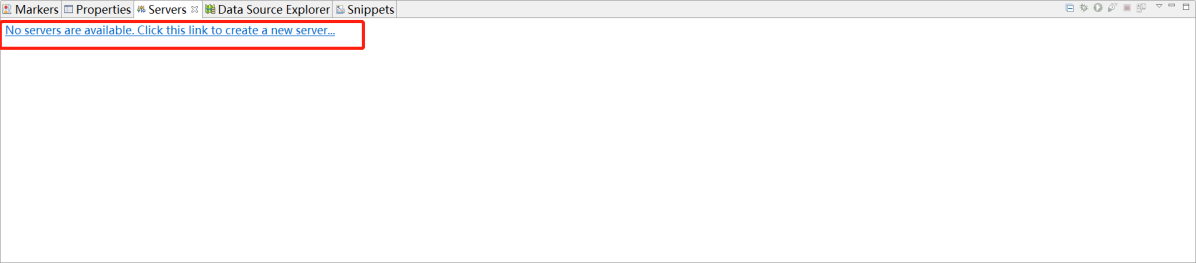 Markers Properties Servers Data Source Explorer Snippets
No servers are available. Click this link to create a new server...